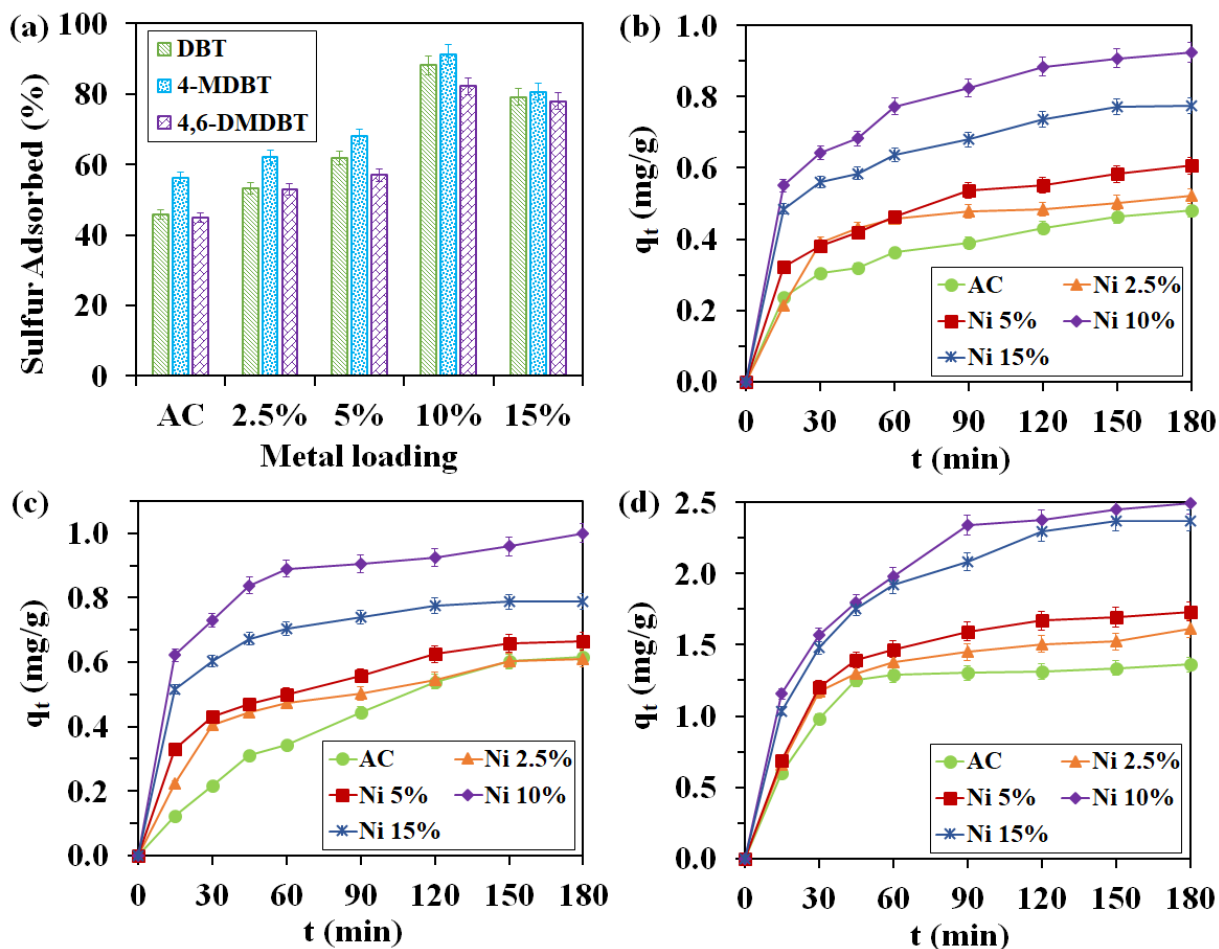 (a)
100
80
60
40
20
0
Sulfur Adsorbed (%)
DBT
4-MDBT
4,6-DMDBT
AC 2.5% 5% 10% 15%
Metal loading
(b)
1.0
0.8
0.6
0.4
0.2
0.0
qt (mg/g)
AC Ni 2.5%
Ni 5% Ni 10%
Ni 15%
0 30 60 90 120 150 180
t (min)
(c)
1.0
0.8
0.6
0.4
0.2
0.0
qt (mg/g)
AC Ni 2.5%
Ni 5% Ni 10%
Ni 15%
0 30 60 90 120 150 180
t (min)
(d)
2.5
2.0
1.5
1.0
0.5
0.0
qt (mg/g)
AC Ni 2.5%
Ni 5% Ni 10%
Ni 15%
0 30 60 90 120 150 180
t (min)